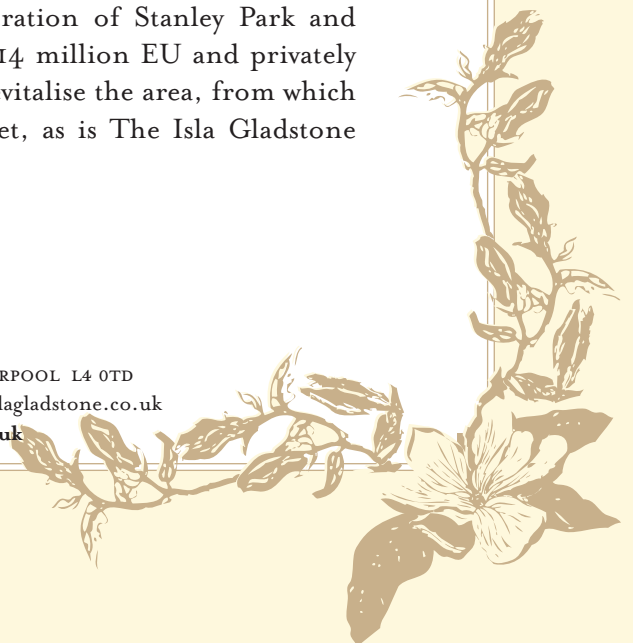 ration of Stanley Park and
14 million EU and privately
vitalise the area, from which
et, as is The Isla Gladstone
RPOOL L4 0TD
lagladstone.co.uk
uk